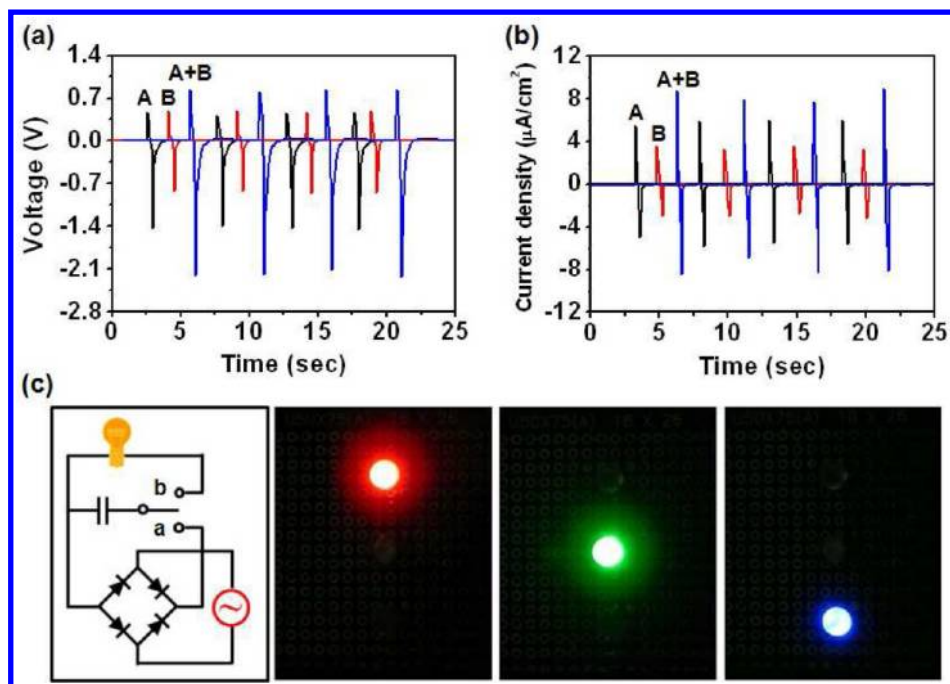 (a)
1.4
0.7
0.0
-0.7
-1.4
-2.1
-2.8
Voltage (V)
A B A+B
0 5 10 15 20 25
Time (sec)
(b)
12
8
4
0
-4
-8
-12
Current density (μA/cm²)
A B A+B
0 5 10 15 20 25
Time (sec)
(c)
b
a